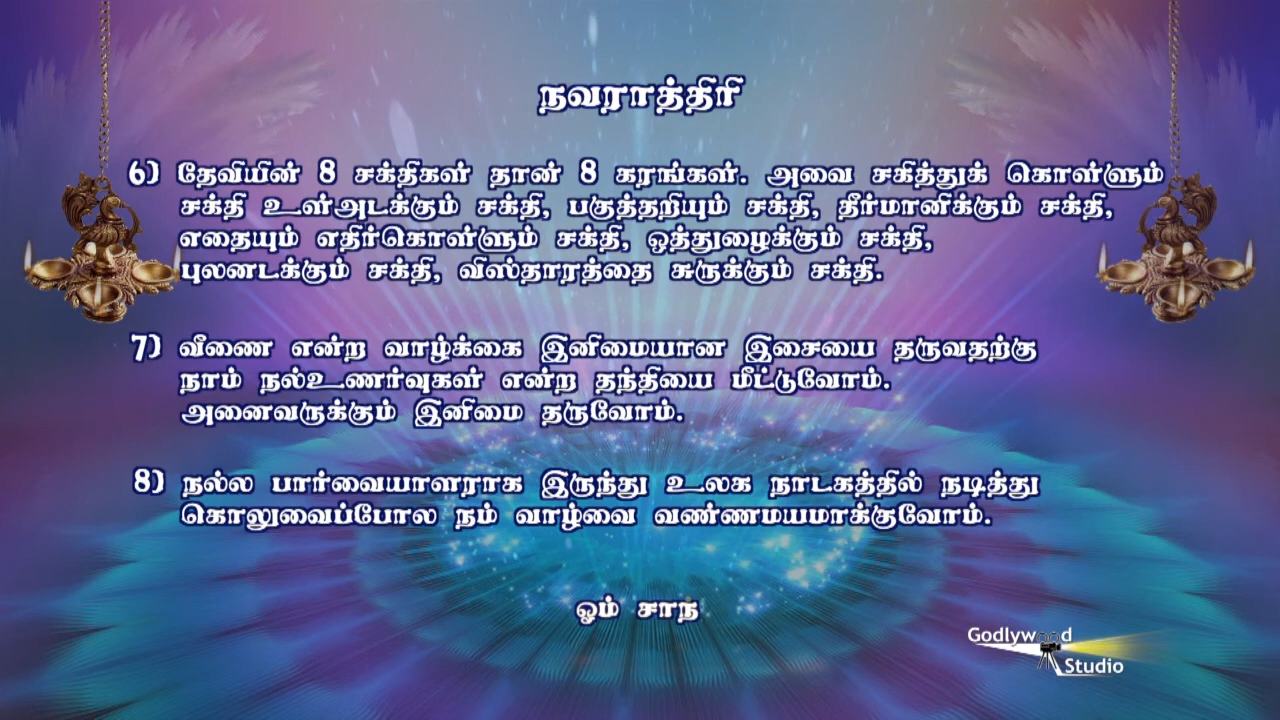 நவராத்திரி
6) தேவியின் 8 சக்திகள் தான் 8 கரங்கள். அவை சகித்துக் கொள்ளும்
சக்தி உள்அடக்கும் சக்தி, பகுத்தறியும் சக்தி, தீர்மானிக்கும் சக்தி,
எதையும் எதிர்கொள்ளும் சக்தி, ஒத்துழைக்கும் சக்தி,
புலனடக்கும் சக்தி, விஸ்தாரத்தை சுருக்கும் சக்தி.
7) வீணை என்ற வாழ்க்கை இனிமையான இசையை தருவதற்கு
நாம் நல்உணர்வுகள் என்ற தந்தியை மீட்டுவோம்.
அனைவருக்கும் இனிமை தருவோம்.
8) நல்ல பார்வையாளராக இருந்து உலக நாடகத்தில் நடித்து
கொலுவைப்போல நம் வாழ்வை வண்ணமயமாக்குவோம்.
ஓம் சாந
Godlywood
Studio